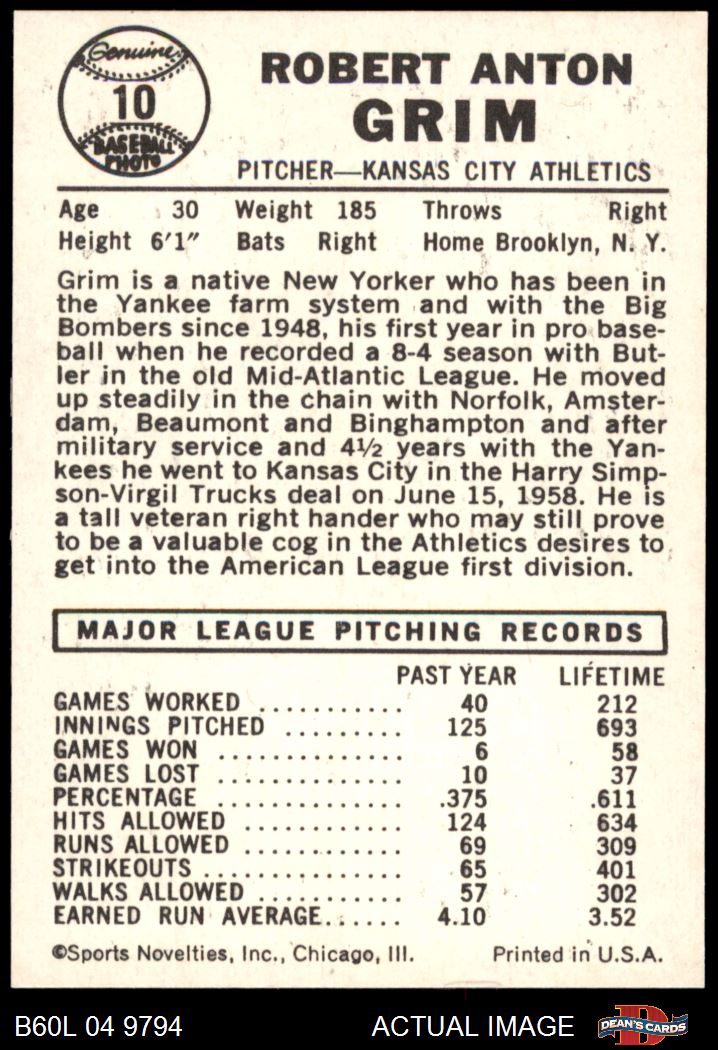 Genuine
10
BASEBALL
PHOTO
ROBERT ANTON
GRIM
PITCHER—KANSAS CITY ATHLETICS
Age 30 Weight 185 Throws Right
Height 6'1" Bats Right Home Brooklyn, N. Y.
Grim is a native New Yorker who has been in
the Yankee farm system and with the Big
Bombers since 1948, his first year in pro base-
ball when he recorded a 8-4 season with But-
ler in the old Mid-Atlantic League. He moved
up steadily in the chain with Norfolk, Amster-
dam, Beaumont and Binghampton and after
military service and 4½ years with the Yan-
kees he went to Kansas City in the Harry Simp-
son-Virgil Trucks deal on June 15, 1958. He is
a tall veteran right hander who may still prove
to be a valuable cog in the Athletics desires to
get into the American League first division.
MAJOR LEAGUE PITCHING RECORDS
PAST YEAR LIFETIME
GAMES WORKED ........... 40 212
INNINGS PITCHED ......... 125 693
GAMES WON .............. 6 58
GAMES LOST .............. 10 37
PERCENTAGE .............. .375 .611
HITS ALLOWED ............ 124 634
RUNS ALLOWED ............ 69 309
STRIKEOUTS ............... 65 401
WALKS ALLOWED ........... 57 302
EARNED RUN AVERAGE...... 4.10 3.52
©Sports Novelties, Inc., Chicago, Ill. Printed in U.S.A.
B60L 04 9794 ACTUAL IMAGE D DEAN'S CARDS